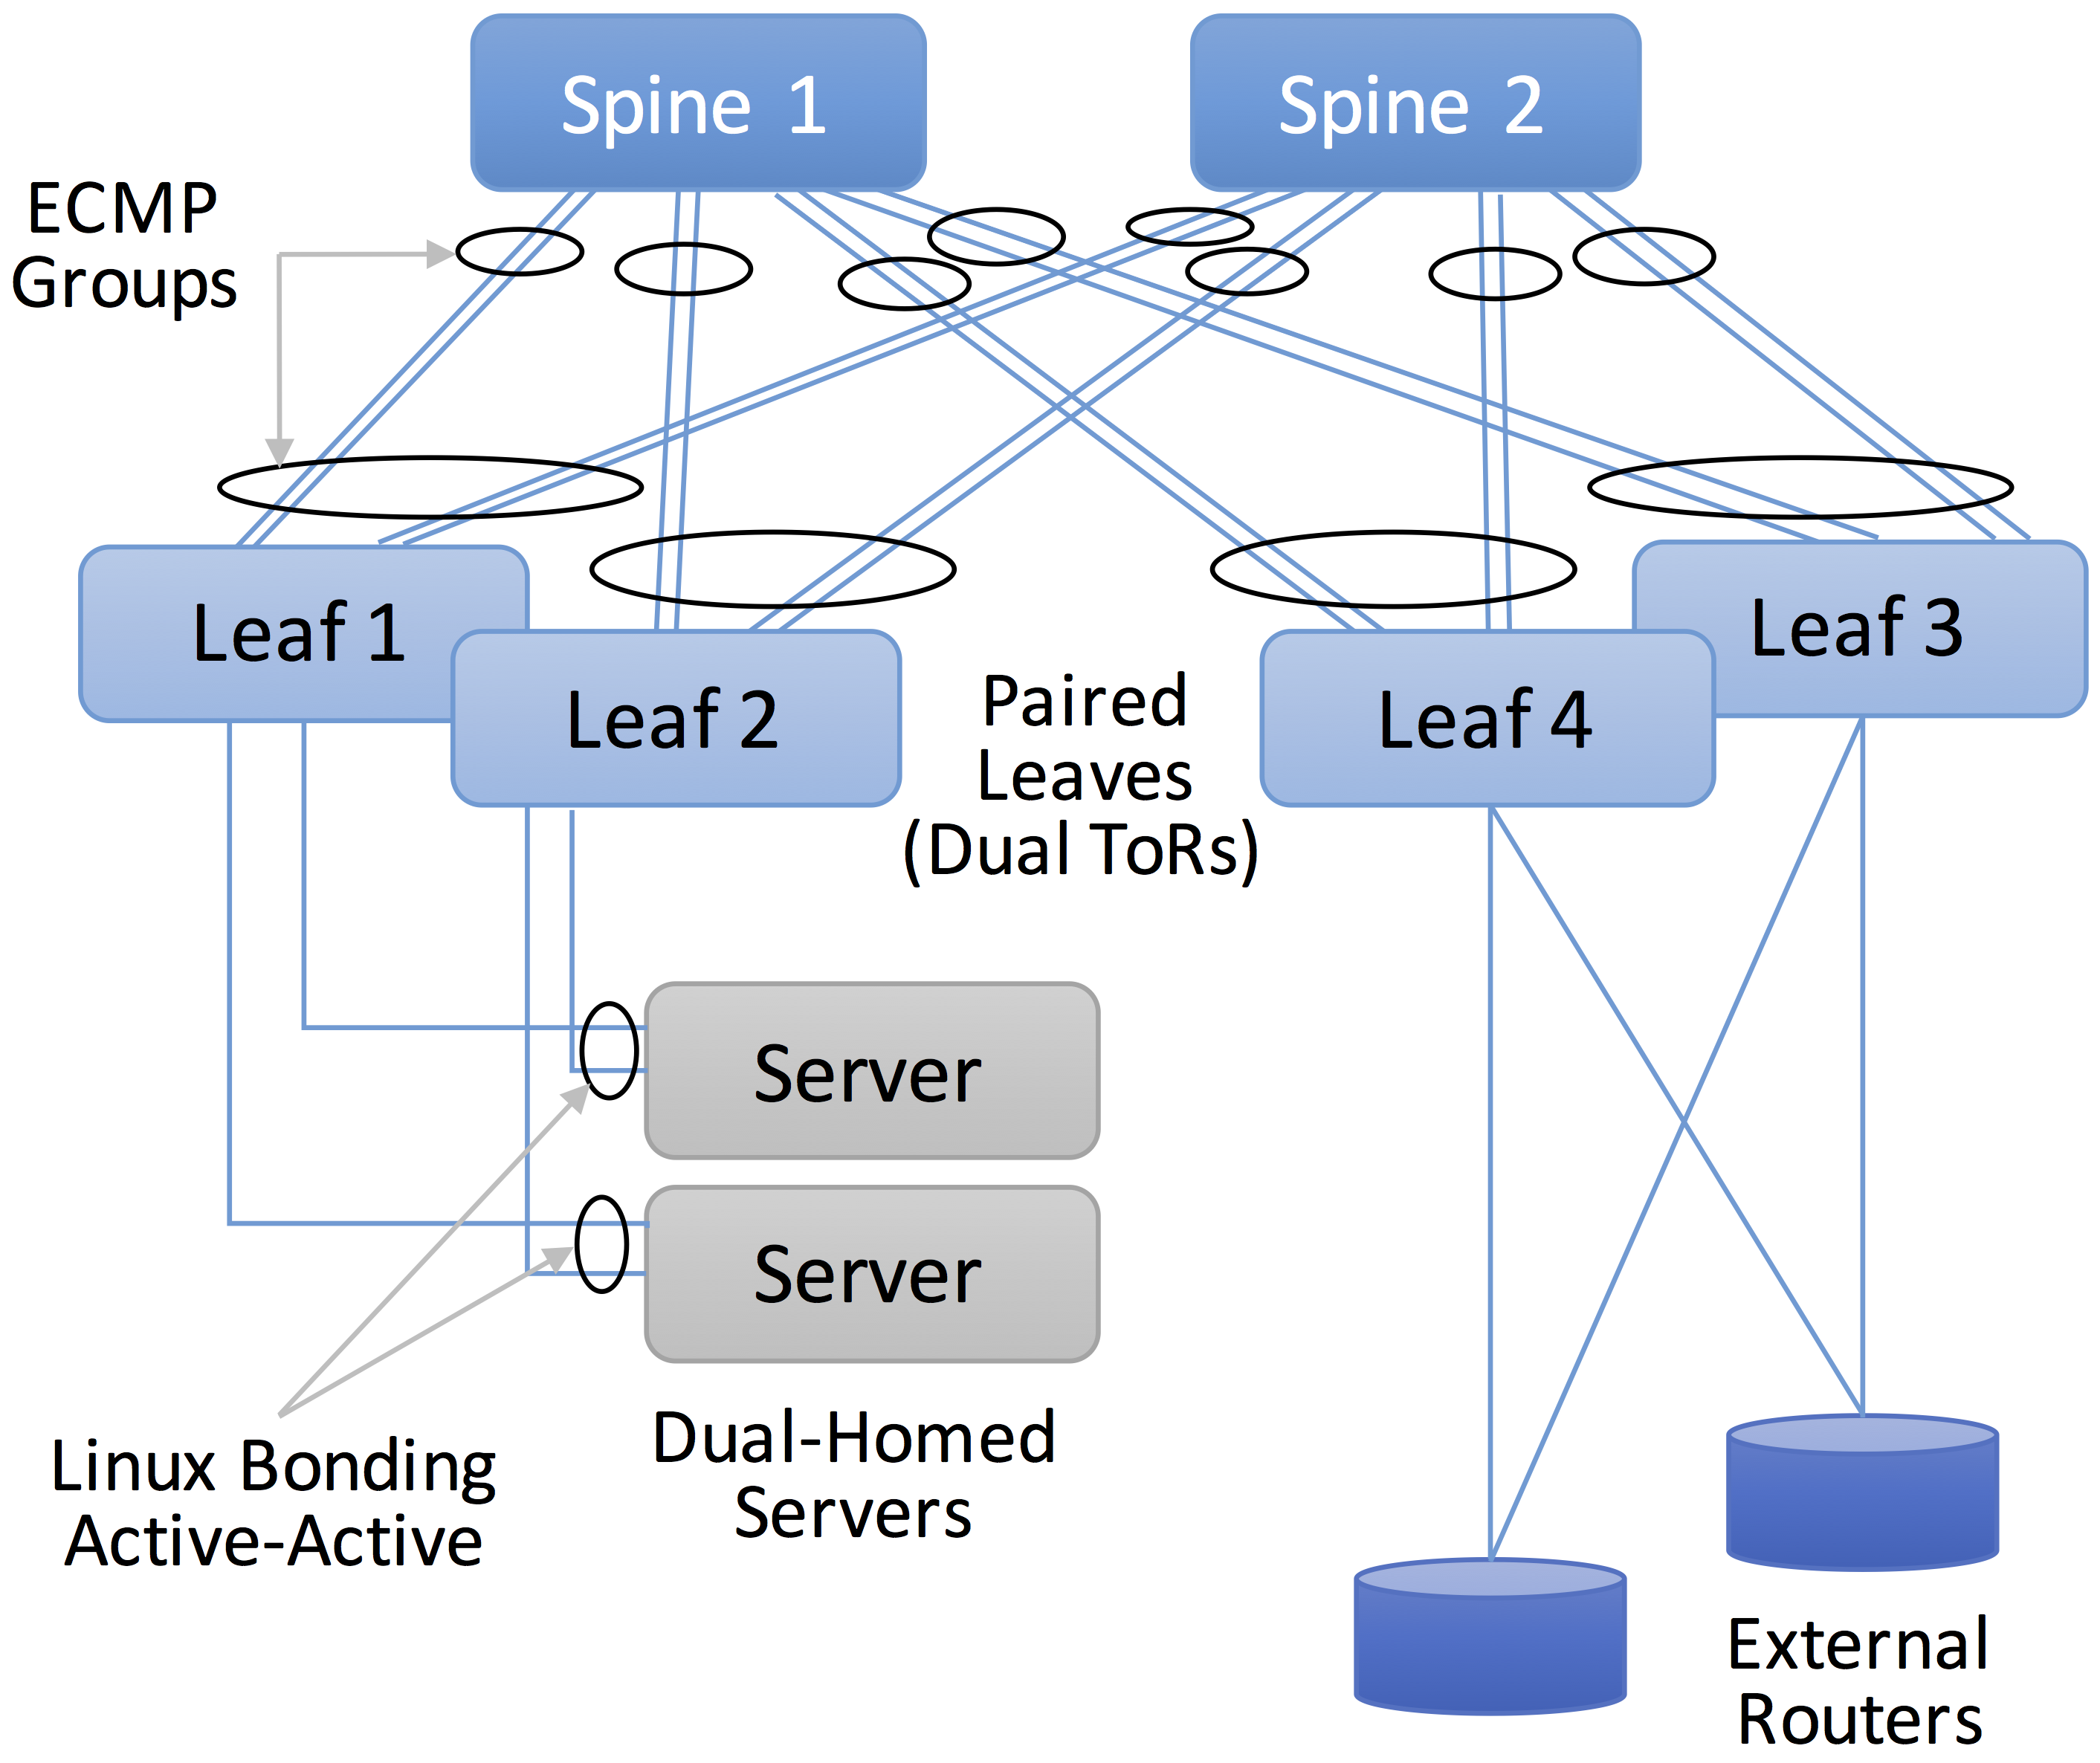 Spine 1
Spine 2
ECMP
Groups
Leaf 1
Leaf 2
Paired
Leaves
(Dual ToRs)
Leaf 4
Leaf 3
Server
Server
Dual-Homed
Servers
Linux Bonding
Active-Active
External
Routers